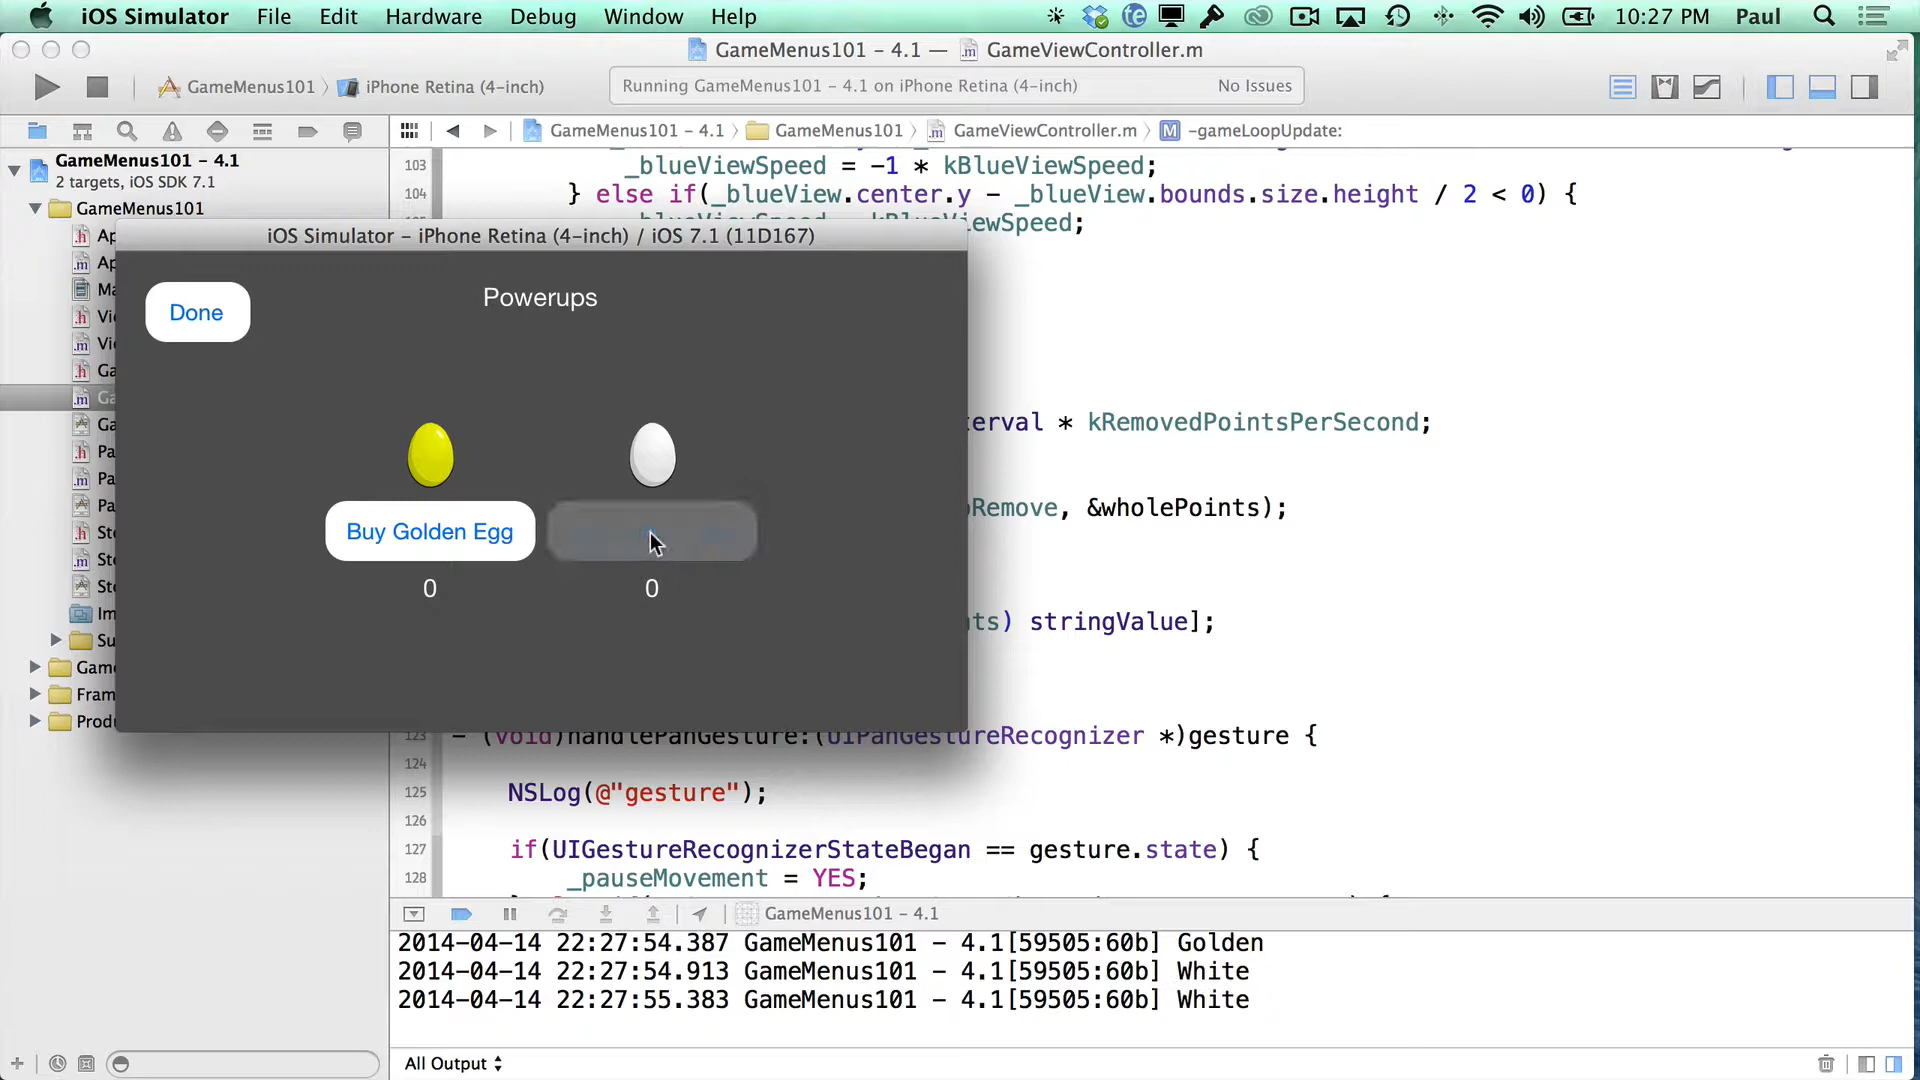 iOS Simulator File Edit Hardware Debug Window Help 10:27 PM Paul
GameMenus101 – 4.1 — GameViewController.m
GameMenus101 iPhone Retina (4-inch) Running GameMenus101 – 4.1 on iPhone Retina (4-inch) No Issues
GameMenus101 – 4.1 GameMenus101 GameViewController.m M -gameLoopUpdate:
GameMenus101 – 4.1
2 targets, iOS SDK 7.1
GameMenus101
103 _blueViewSpeed = -1 * kBlueViewSpeed;
104 } else if(_blueView.center.y - _blueView.bounds.size.height / 2 < 0) {
iOS Simulator – iPhone Retina (4-inch) / iOS 7.1 (11D167)
Done
Powerups
erval * kRemovedPointsPerSecond;
Remove, &wholePoints);
Buy Golden Egg
0 0
ts) stringValue];
123 - (void)handlePanGesture:(UIPanGestureRecognizer *)gesture {
124
125 NSLog(@"gesture");
126
127 if(UIGestureRecognizerStateBegan == gesture.state) {
128 _pauseMovement = YES;
GameMenus101 – 4.1
2014-04-14 22:27:54.387 GameMenus101 - 4.1[59505:60b] Golden
2014-04-14 22:27:54.913 GameMenus101 - 4.1[59505:60b] White
2014-04-14 22:27:55.383 GameMenus101 - 4.1[59505:60b] White
All Output